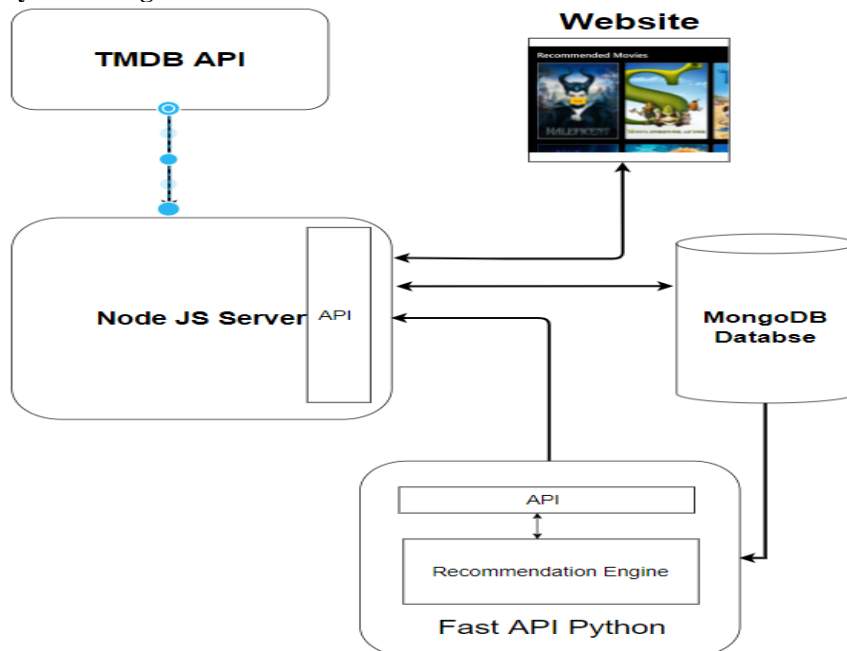 Website
TMDB API
Recommended Movies
MALEFICENT
Node JS Server
API
MongoDB
Databse
API
Recommendation Engine
Fast API Python